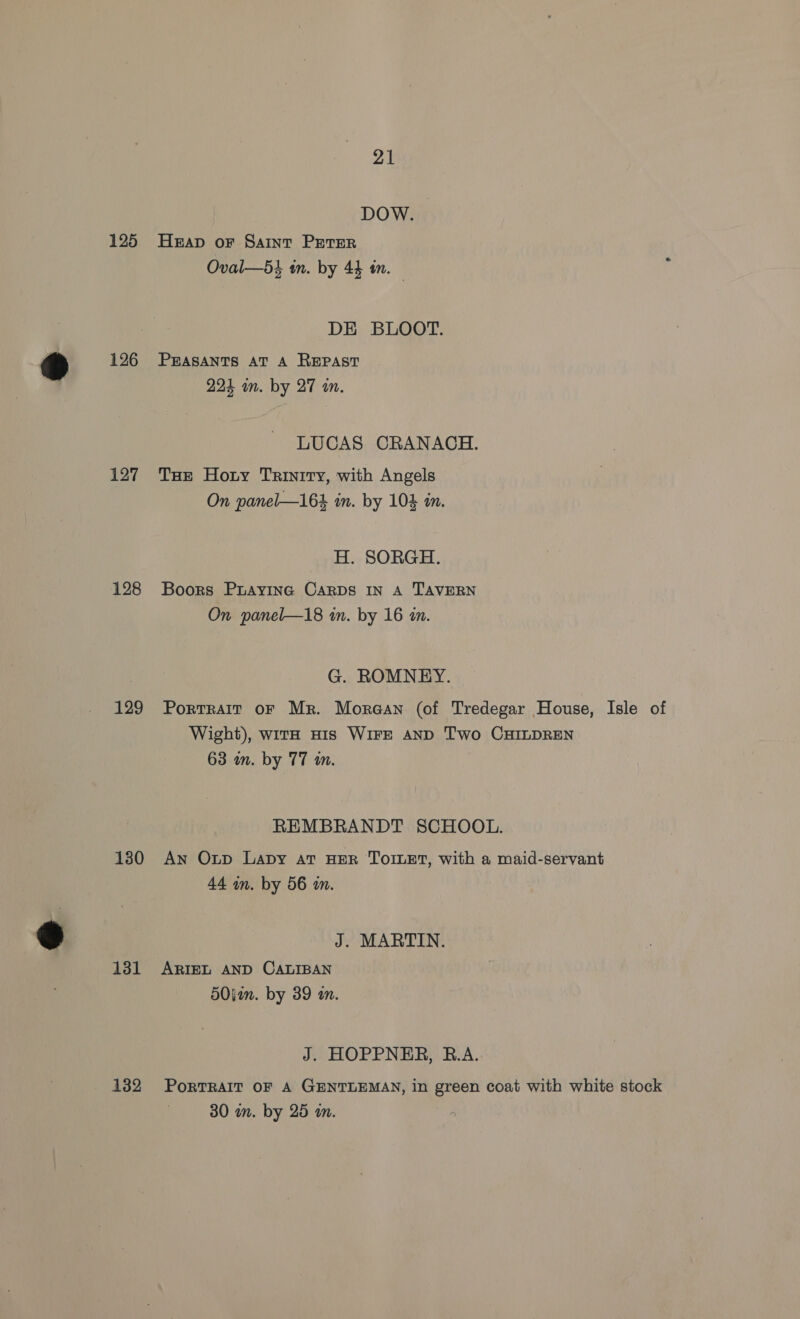 21
DOW.
125 Head of Saint Peter
Oval—5½ in. by 4½ in.
DE BLOOT.
126 Peasants at a Repast
22½ in. by 27 in.
LUCAS CRANACH.
127 The Holy Trinity, with Angels
On panel—16½ in. by 10½ in.
H. SORGH.
128 Boors Playing Cards in a Tavern
On panel—18 in. by 16 in.
G. ROMNEY.
129 Portrait of Mr. Morgan (of Tredegar House, Isle of
Wight), with his Wife and Two Children
63 in. by 77 in.
REMBRANDT SCHOOL.
130 An Old Lady at her Toilet, with a maid-servant
44 in. by 56 in.
J. MARTIN.
131 Ariel and Caliban
in. by 39 in.
J. HOPPNER, R.A.
132 Portrait of a Gentleman, in green coat with white stock
30 in. by 25 in.